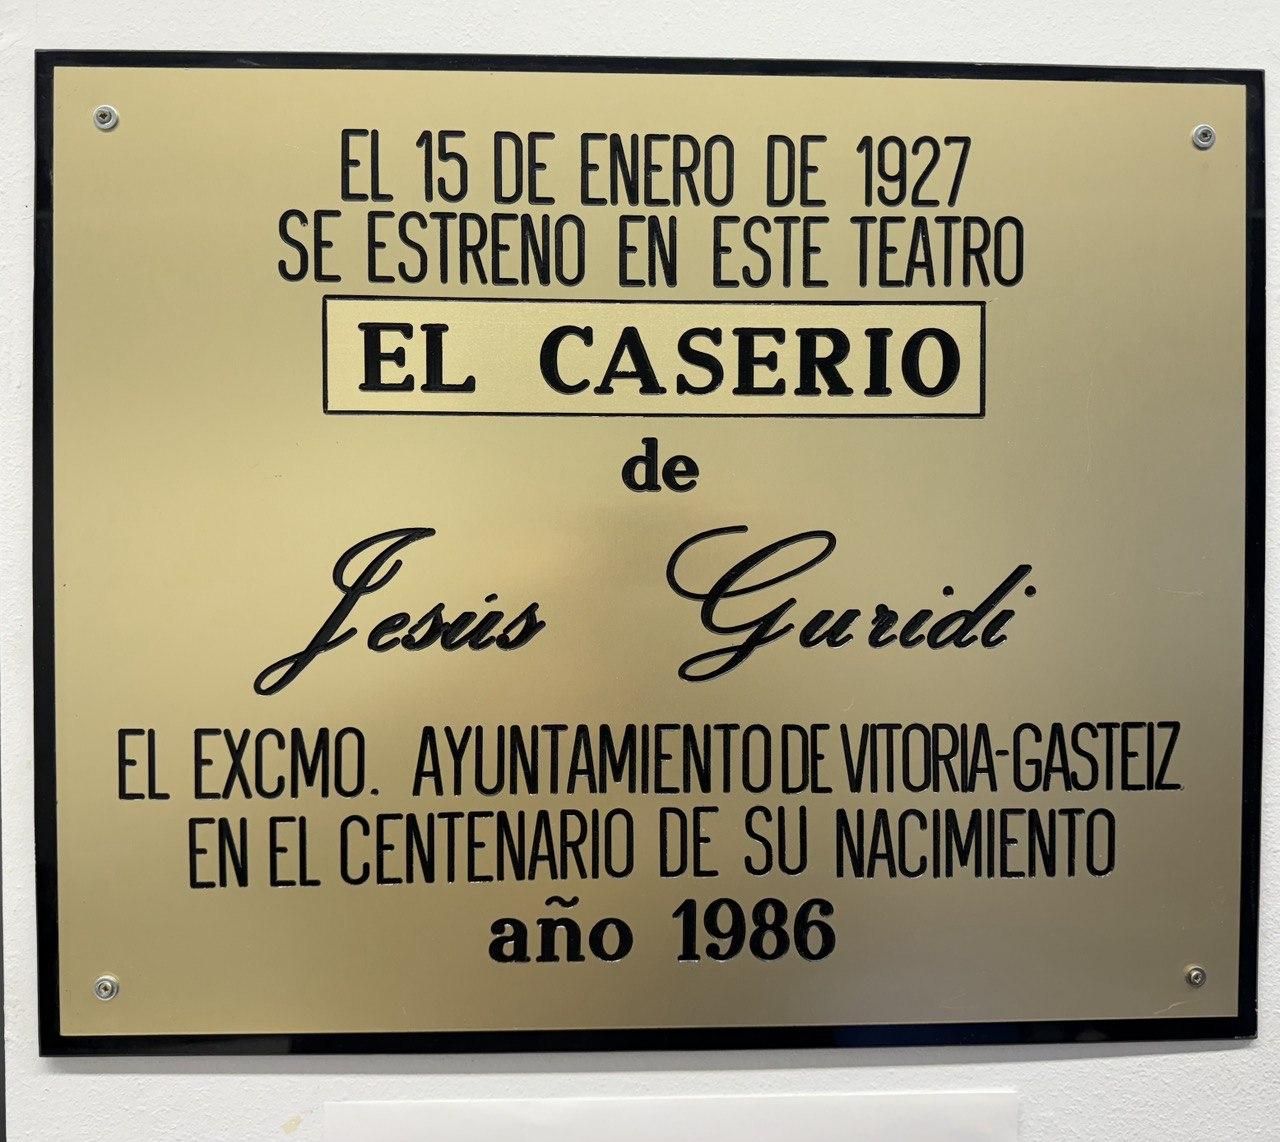 EL 15 DE ENERO DE 1927
SE ESTRENO EN ESTE TEATRO
EL CASERIO
de
Jesús Guridi
EL EXCMO. AYUNTAMIENTO DE VITORIA-GASTEIZ
EN EL CENTENARIO DE SU NACIMIENTO
año 1986